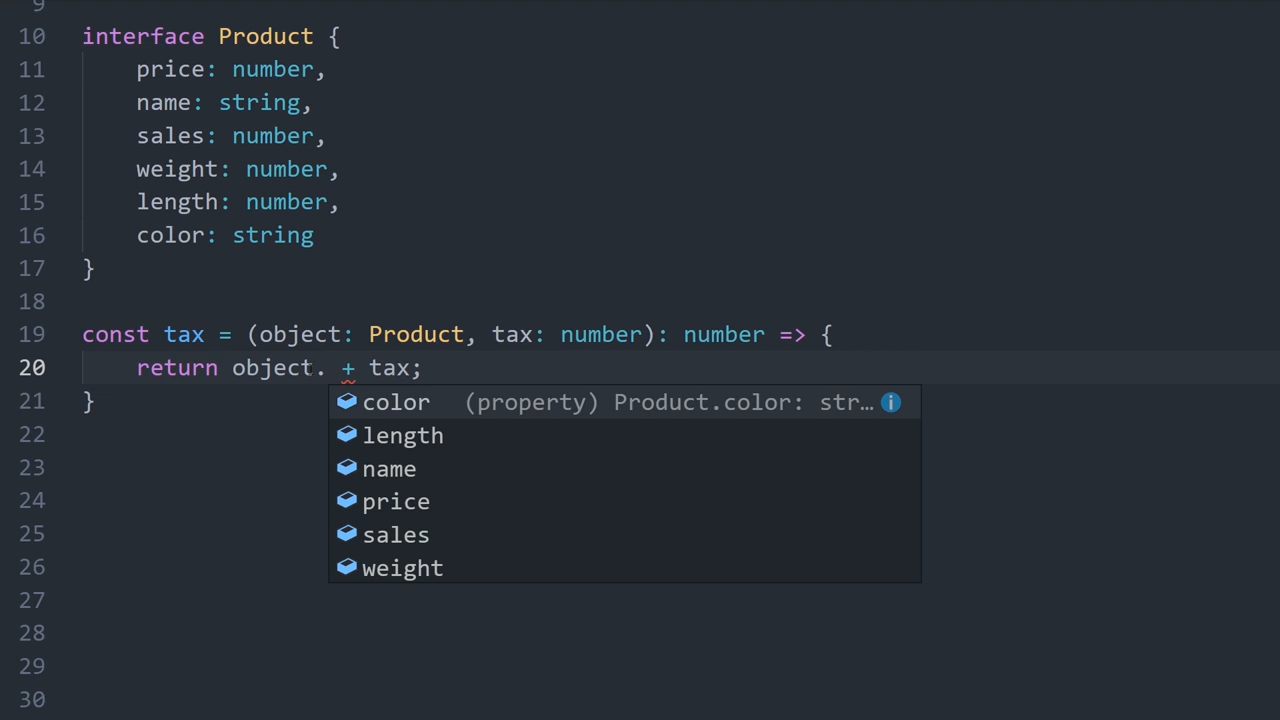 9
10 interface Product {
11 price: number,
12 name: string,
13 sales: number,
14 weight: number,
15 length: number,
16 color: string
17 }
18
19 const tax = (object: Product, tax: number): number => {
20 return object. + tax;
21 }
color (property) Product.color: str…
22 length
23 name
24 price
25 sales
26 weight
27
28
29
30